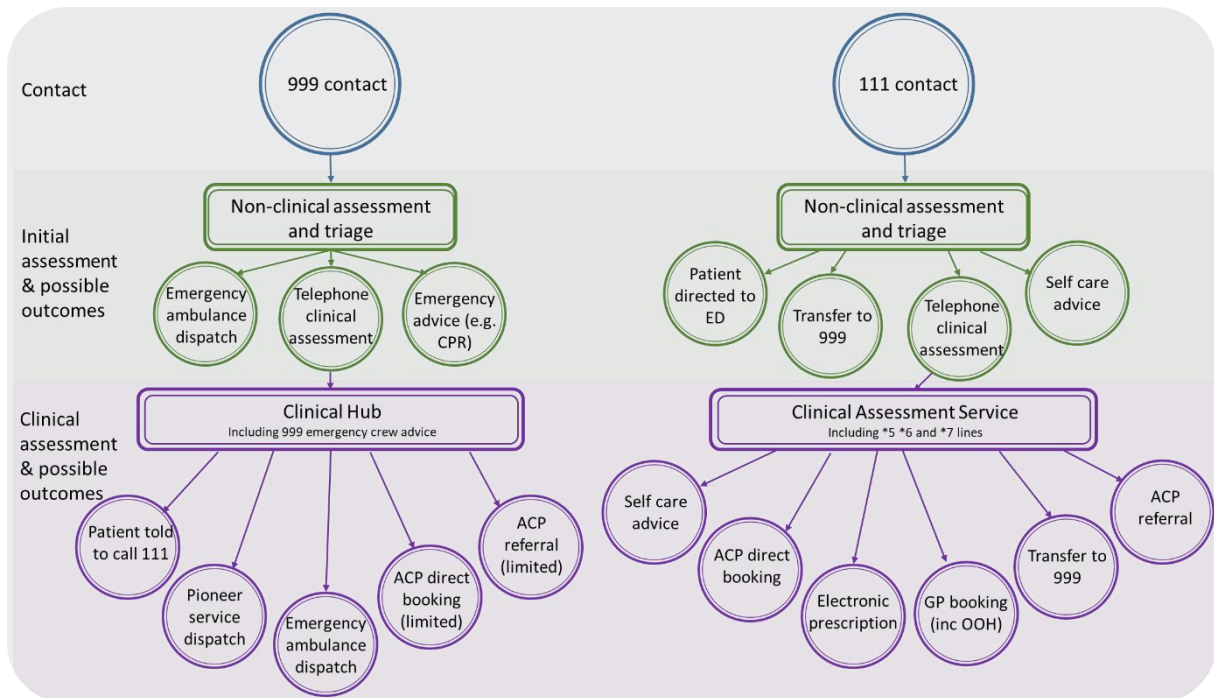 Contact
999 contact
111 contact
Initial
assessment
& possible
outcomes
Non-clinical assessment
and triage
Emergency
ambulance
dispatch
Telephone
clinical
assessment
Emergency
advice (e.g.
CPR)
Non-clinical assessment
and triage
Patient
directed to
ED
Transfer to
999
Telephone
clinical
assessment
Self care
advice
Clinical
assessment
& possible
outcomes
Clinical Hub
Including 999 emergency crew advice
Patient told
to call 111
Pioneer
service
dispatch
Emergency
ambulance
dispatch
ACP direct
booking
(limited)
ACP
referral
(limited)
Clinical Assessment Service
Including *5 *6 and *7 lines
Self care
advice
ACP direct
booking
Electronic
prescription
GP booking
(inc OOH)
Transfer to
999
ACP
referral